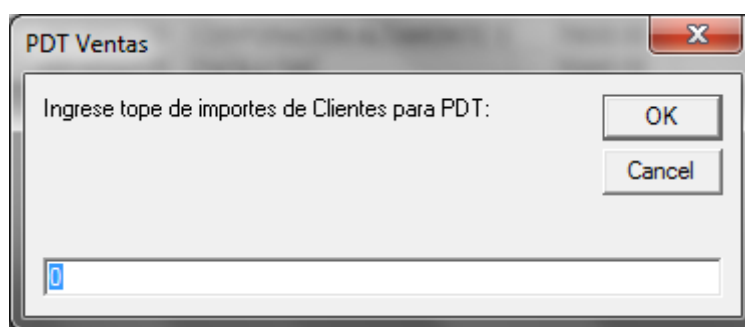 PDT Ventas
Ingrese tope de importes de Clientes para PDT:
OK
Cancel
0